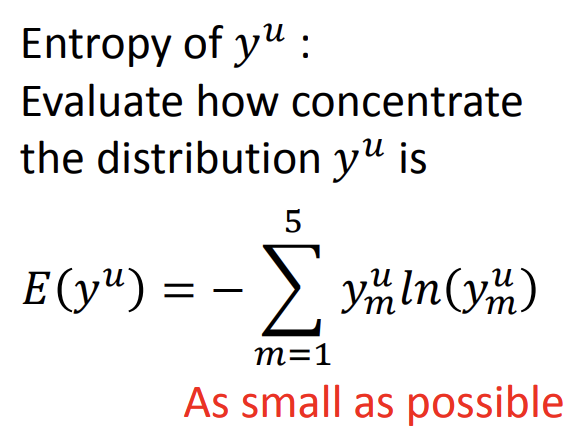 Entropy of $y^u$ :
Evaluate how concentrate
the distribution $y^u$ is
$E(y^u) = -\sum_{m=1}^{5} y_m^u ln(y_m^u)$
As small as possible